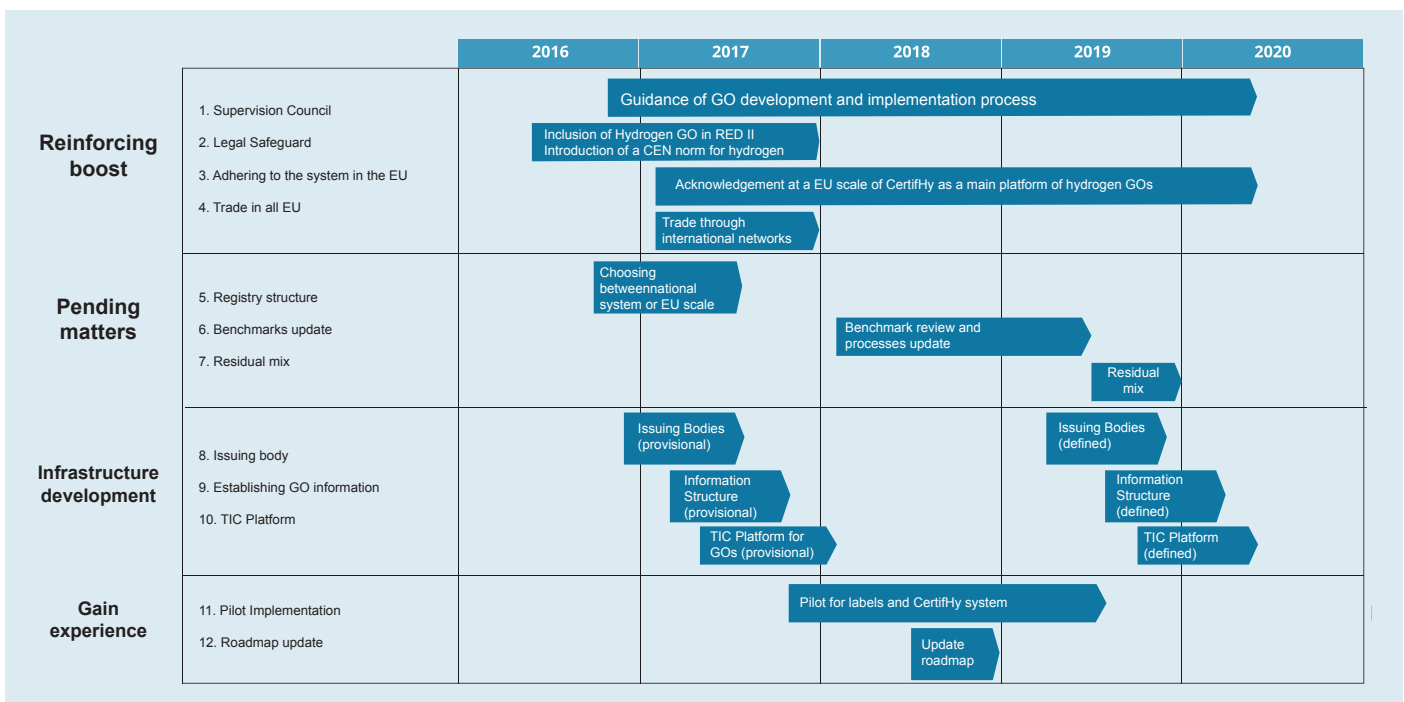 2016 2017 2018 2019 2020
Reinforcing
boost
1. Supervision Council
2. Legal Safeguard
3. Adhering to the system in the EU
4. Trade in all EU
Guidance of GO development and implementation process
Inclusion of Hydrogen GO in RED II
Introduction of a CEN norm for hydrogen
Acknowledgement at a EU scale of CertifHy as a main platform of hydrogen GOs
Trade through
international networks
Pending
matters
5. Registry structure
6. Benchmarks update
7. Residual mix
Choosing
betweennational
system or EU scale
Benchmark review and
processes update
Residual
mix
Infrastructure
development
8. Issuing body
9. Establishing GO information
10. TIC Platform
Issuing Bodies
(provisional)
Information
Structure
(provisional)
TIC Platform for
GOs (provisional)
Issuing Bodies
(defined)
Information
Structure
(defined)
TIC Platform
(defined)
Gain
experience
11. Pilot Implementation
12. Roadmap update
Pilot for labels and CertifHy system
Update
roadmap